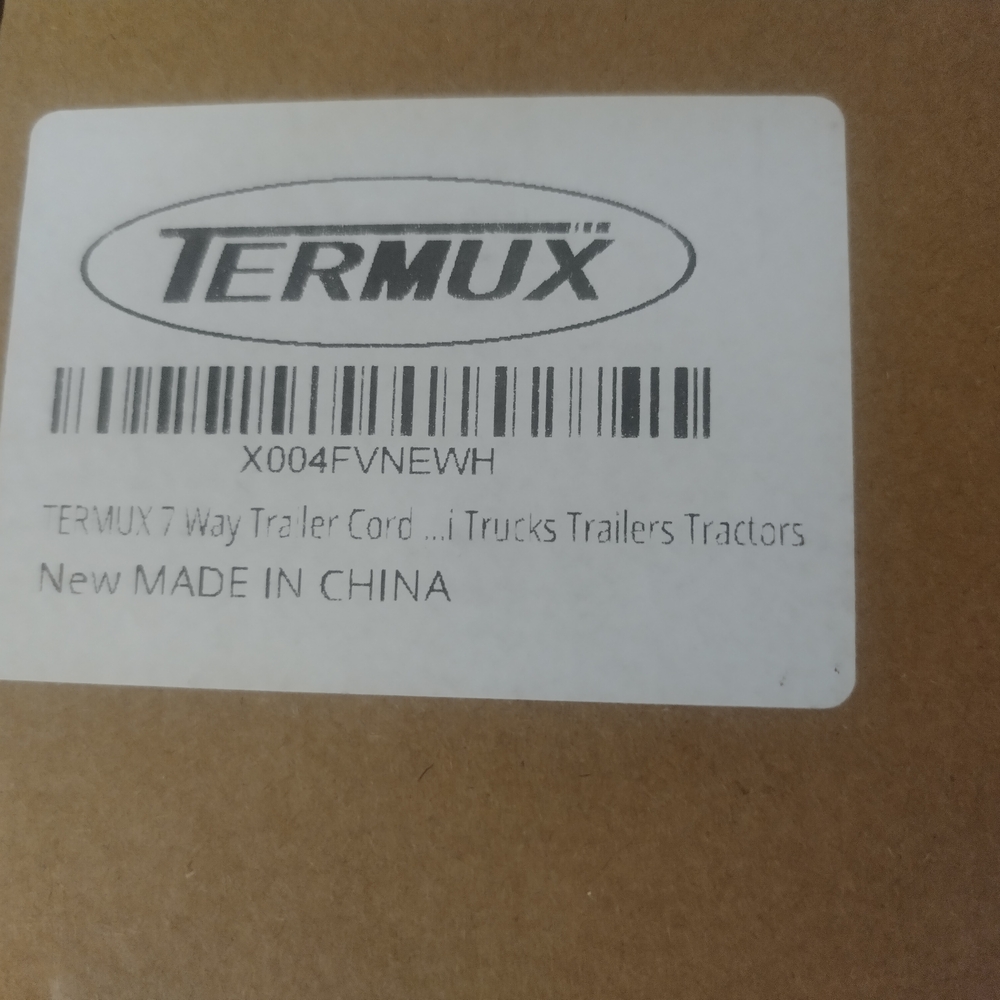 TERMUX
X004FVNEWH
TERMUX 7 Way Trailer Cord ...i Trucks Trailers Tractors
New MADE IN CHINA